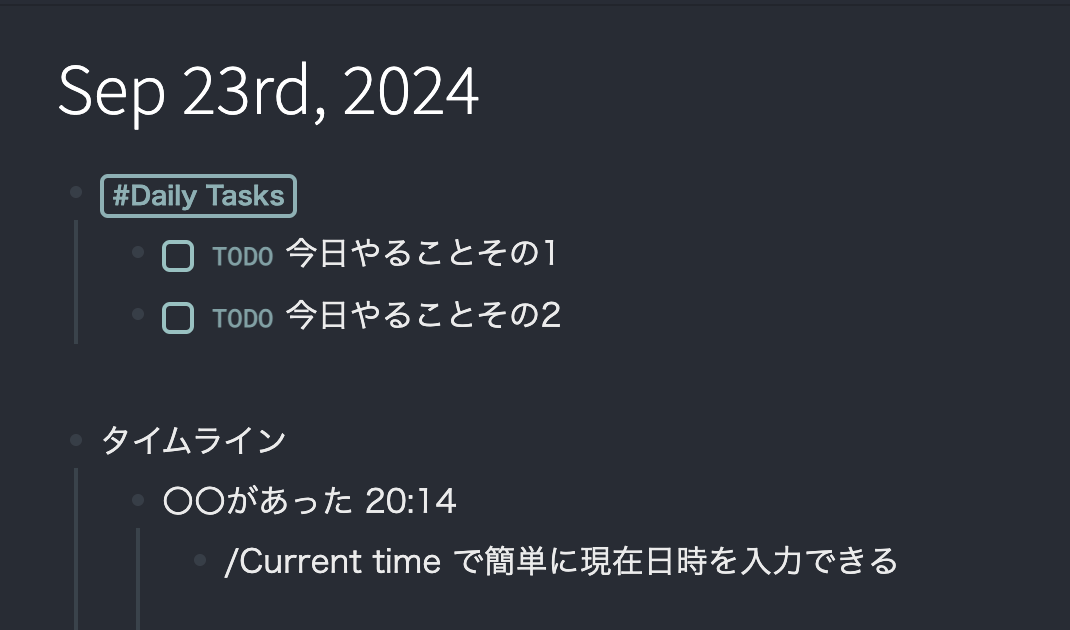 Sep 23rd, 2024
#Daily Tasks
TODO 今日やることその1
TODO 今日やることその2
タイムライン
〇〇があった 20:14
/Current time で簡単に現在日時を入力できる